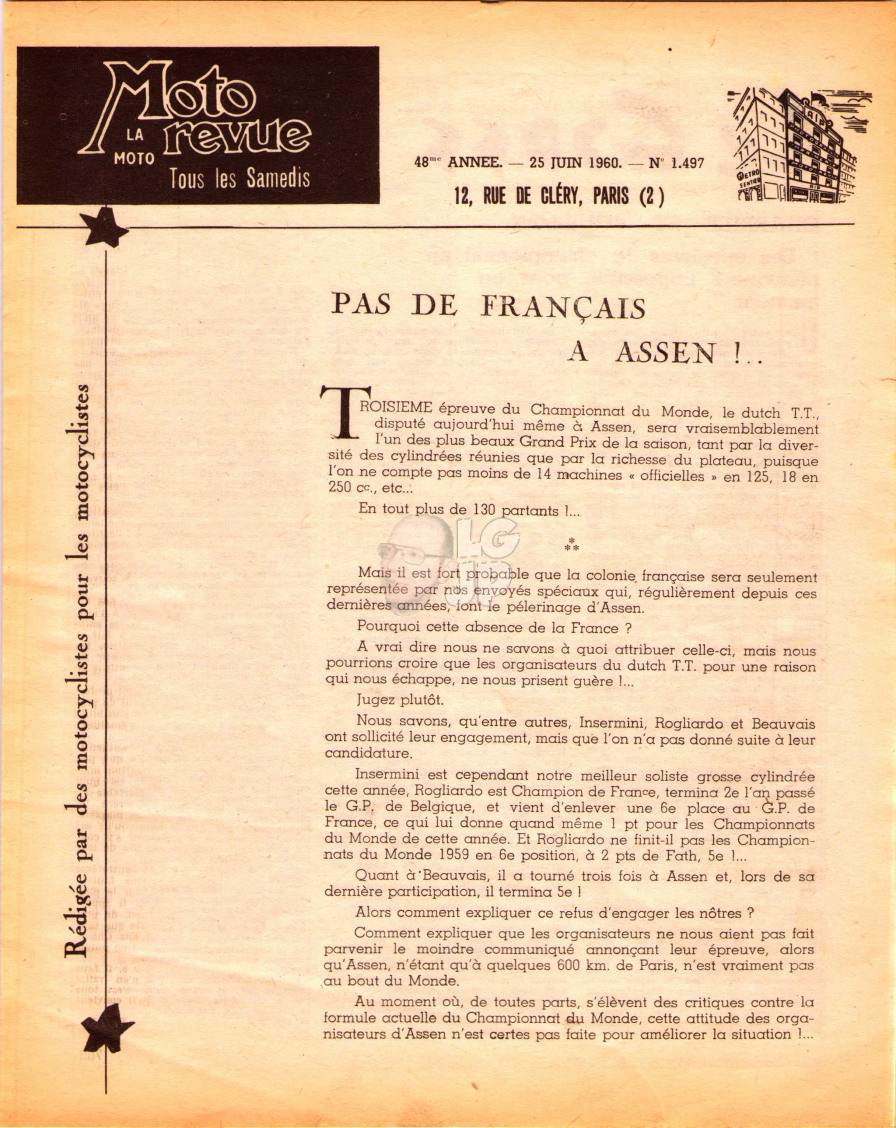 Moto
LA
MOTO
revue
Tous les Samedis
48me ANNEE. — 25 JUIN 1960. — N° 1.497
12, RUE DE CLÉRY, PARIS (2)
METRO
SENTIER
Rédigée par des motocyclistes pour les motocyclistes
PAS DE FRANÇAIS
A ASSEN !..
TROISIEME épreuve du Championnat du Monde, le dutch T.T.,
disputé aujourd'hui même à Assen, sera vraisemblablement
l'un des plus beaux Grand Prix de la saison, tant par la diver-
sité des cylindrées réunies que par la richesse du plateau, puisque
l'on ne compte pas moins de 14 machines « officielles » en 125, 18 en
250 cc., etc...
En tout plus de 130 partants !...
***
LG
UP
Mais il est fort probable que la colonie française sera seulement
représentée par nos envoyés spéciaux qui, régulièrement depuis ces
dernières années, font le pélerinage d'Assen.
Pourquoi cette absence de la France ?
A vrai dire nous ne savons à quoi attribuer celle-ci, mais nous
pourrions croire que les organisateurs du dutch T.T. pour une raison
qui nous échappe, ne nous prisent guère !...
Jugez plutôt.
Nous savons, qu'entre autres, Insermini, Rogliardo et Beauvais
ont sollicité leur engagement, mais que l'on n'a pas donné suite à leur
candidature.
Insermini est cependant notre meilleur soliste grosse cylindrée
cette année, Rogliardo est Champion de France, termina 2e l'an passé
le G.P. de Belgique, et vient d'enlever une 6e place au G.P. de
France, ce qui lui donne quand même 1 pt pour les Championnats
du Monde de cette année. Et Rogliardo ne finit-il pas les Champion-
nats du Monde 1959 en 6e position, à 2 pts de Fath, 5e !...
Quant à Beauvais, il a tourné trois fois à Assen et, lors de sa
dernière participation, il termina 5e !
Alors comment expliquer ce refus d'engager les nôtres ?
Comment expliquer que les organisateurs ne nous aient pas fait
parvenir le moindre communiqué annonçant leur épreuve, alors
qu'Assen, n'étant qu'à quelques 600 km. de Paris, n'est vraiment pas
au bout du Monde.
Au moment où, de toutes parts, s'élèvent des critiques contre la
formule actuelle du Championnat du Monde, cette attitude des orga-
nisateurs d'Assen n'est certes pas faite pour améliorer la situation !...